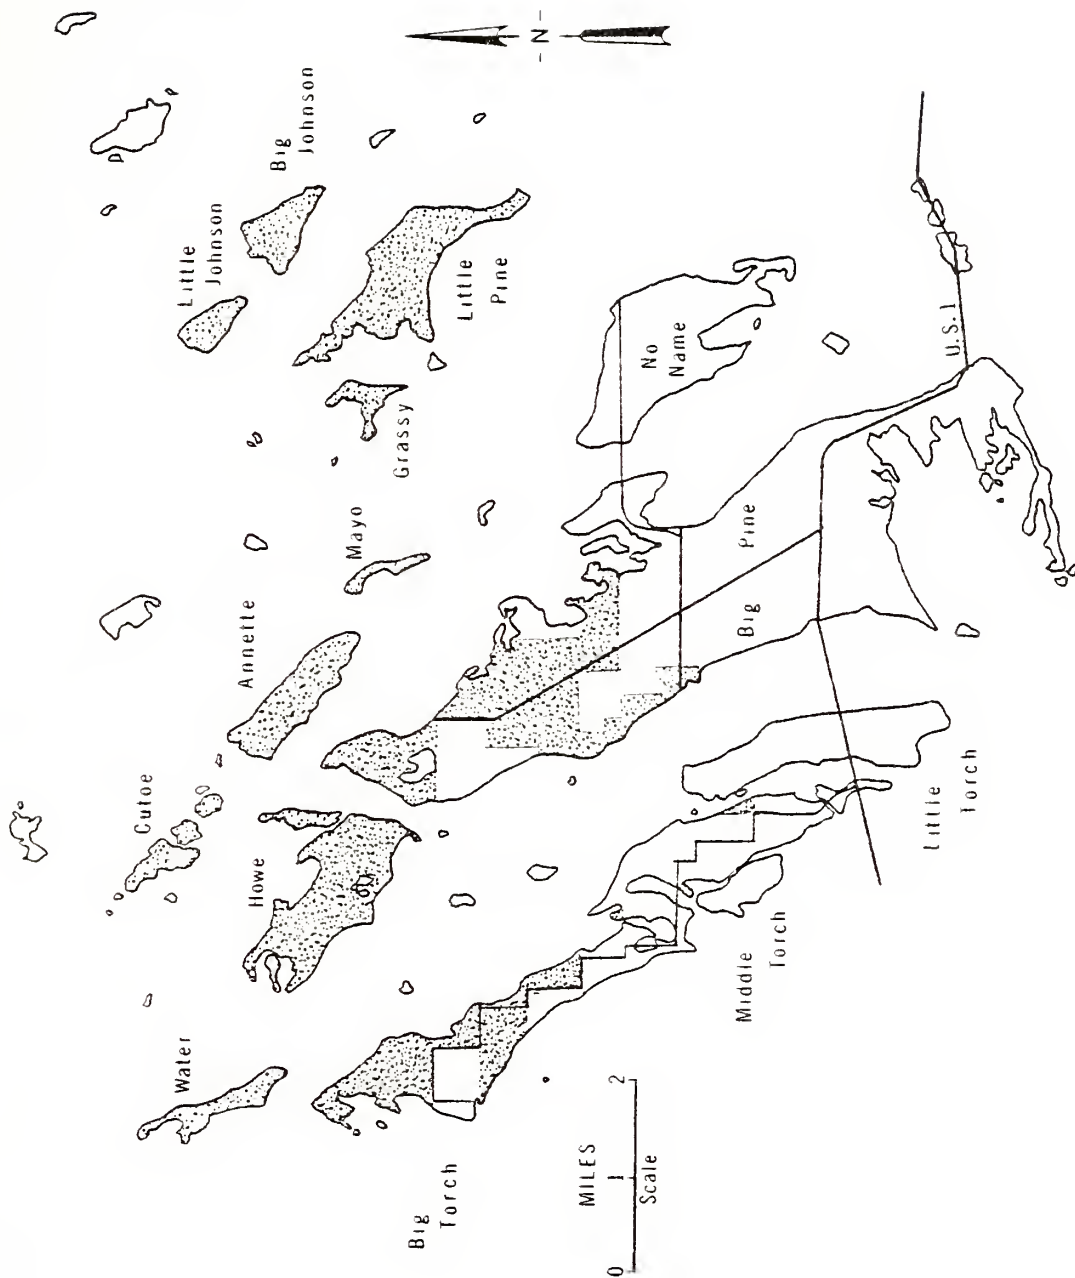 - N -
Big
Johnson
Little
Johnson
Little
Pine
Grassy
Mayo
Annette
Cutoe
Howe
Water
No
Name
U.S. 1
Big Pine
Little
Torch
Middle
Torch
Big
Torch
MILES
0 1 2
Scale